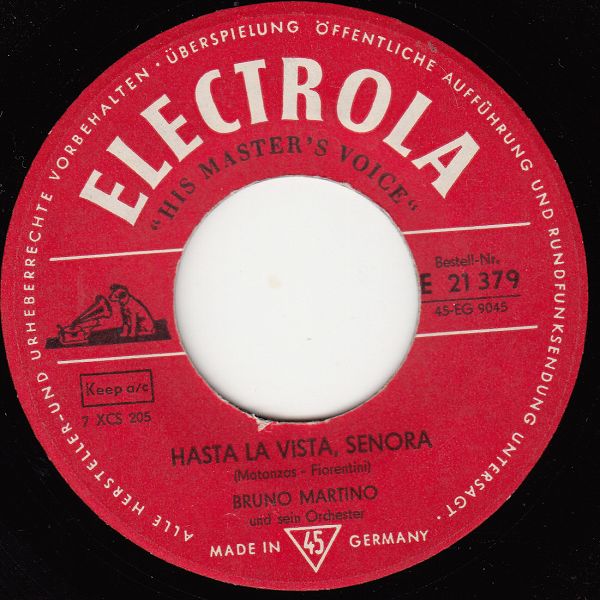 ALLE HERSTELLER- UND URHEBERRECHTE VORBEHALTEN · ÜBERSPIELUNG ÖFFENTLICHE AUFFÜHRUNG UND RUNDFUNKSENDUNG UNTERSAGT ·
ELECTROLA
"HIS MASTER'S VOICE"
Bestell-Nr.
E 21 379
45-EG 9045
Keep a/c
7 XCS 205
HASTA LA VISTA, SENORA
(Matanzas - Fiorentini)
BRUNO MARTINO
und sein Orchester
MADE IN 45 GERMANY